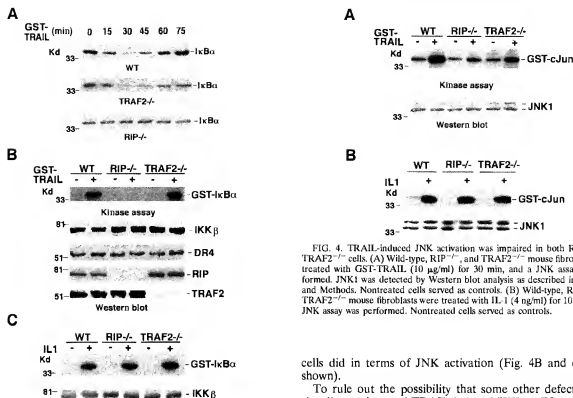 A
GST-TRAIL (min) 0 15 30 45 60 75
Kd
33- -IκBα
WT
33- -IκBα
TRAF2-/-
33- -IκBα
RIP-/-
B
WT RIP-/- TRAF2-/-
GST-TRAIL - + - + - +
Kd
33- -GST-IκBα
Kinase assay
81- -IKKβ
51- -DR4
81- -RIP
51- -TRAF2
Western blot
C
WT RIP-/- TRAF2-/-
IL1 - + - + - +
Kd
33- -GST-IκBα
81- -IKKβ
A
WT RIP-/- TRAF2-/-
GST-TRAIL - + - + - +
Kd
33- -GST-cJun
Kinase assay
33- JNK1
Western blot
B
WT RIP-/- TRAF2-/-
IL1 + + +
33- -GST-cJun
JNK1
FIG. 4. TRAIL-induced JNK activation was impaired in both R
TRAF2−/− cells. (A) Wild-type, RIP−/−, and TRAF2−/− mouse fibro
treated with GST-TRAIL (10 μg/ml) for 30 min, and a JNK assa
formed. JNK1 was detected by Western blot analysis as described in
and Methods. Nontreated cells served as controls. (B) Wild-type, R
TRAF2−/− mouse fibroblasts were treated with IL-1 (4 ng/ml) for 10
JNK assay was performed. Nontreated cells served as controls.
cells did in terms of JNK activation (Fig. 4B and
shown).
To rule out the possibility that some other defect